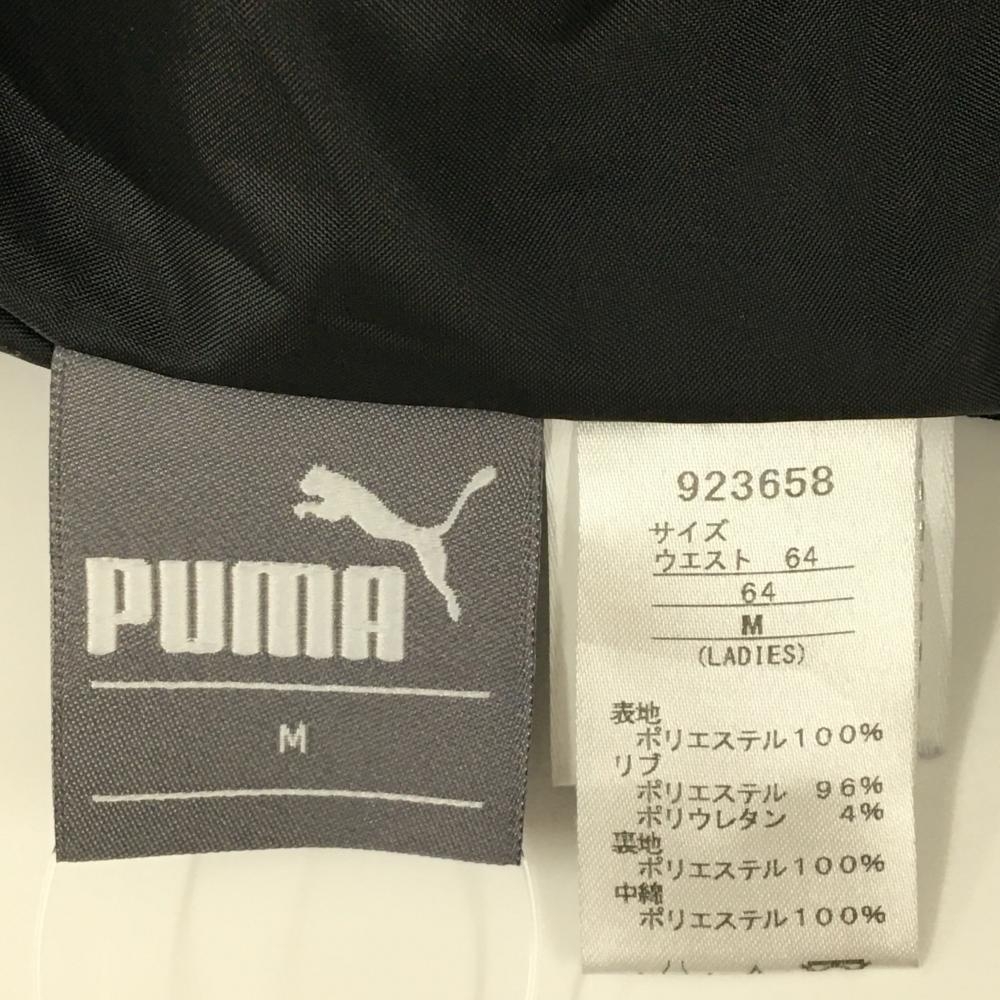 PUMA
M
923658
サイズ
ウエスト 64
64
M
(LADIES)
表地
ポリエステル100%
リブ
ポリエステル 96%
ポリウレタン 4%
裏地
ポリエステル100%
中綿
ポリエステル100%